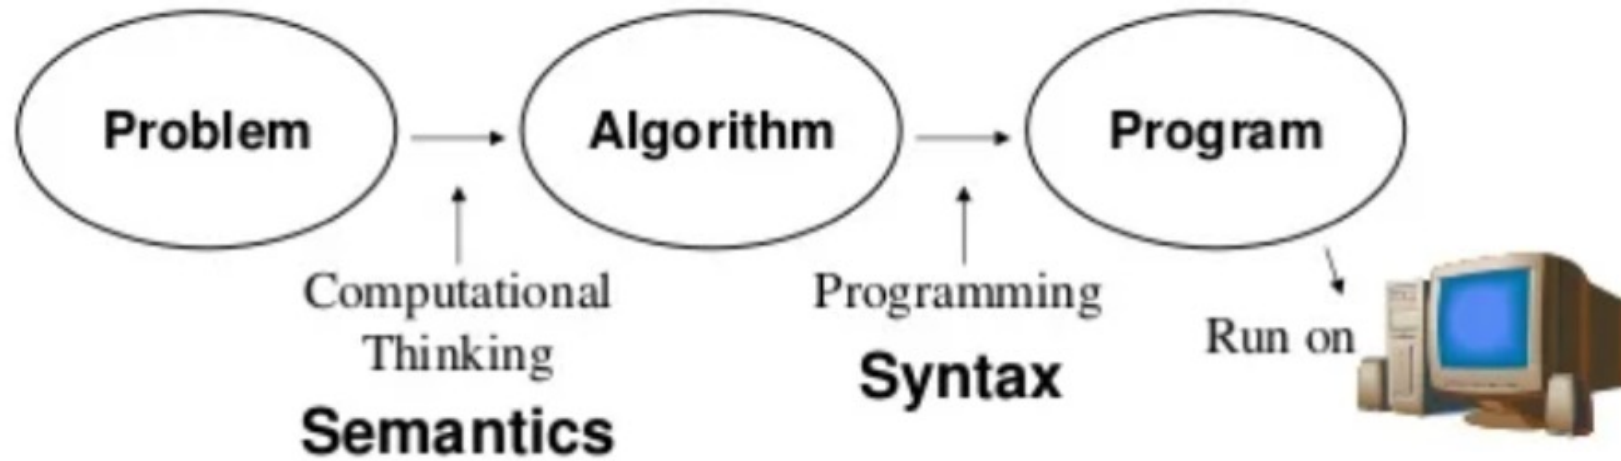 Problem
Algorithm
Program
Computational
Thinking
Semantics
Programming
Syntax
Run on